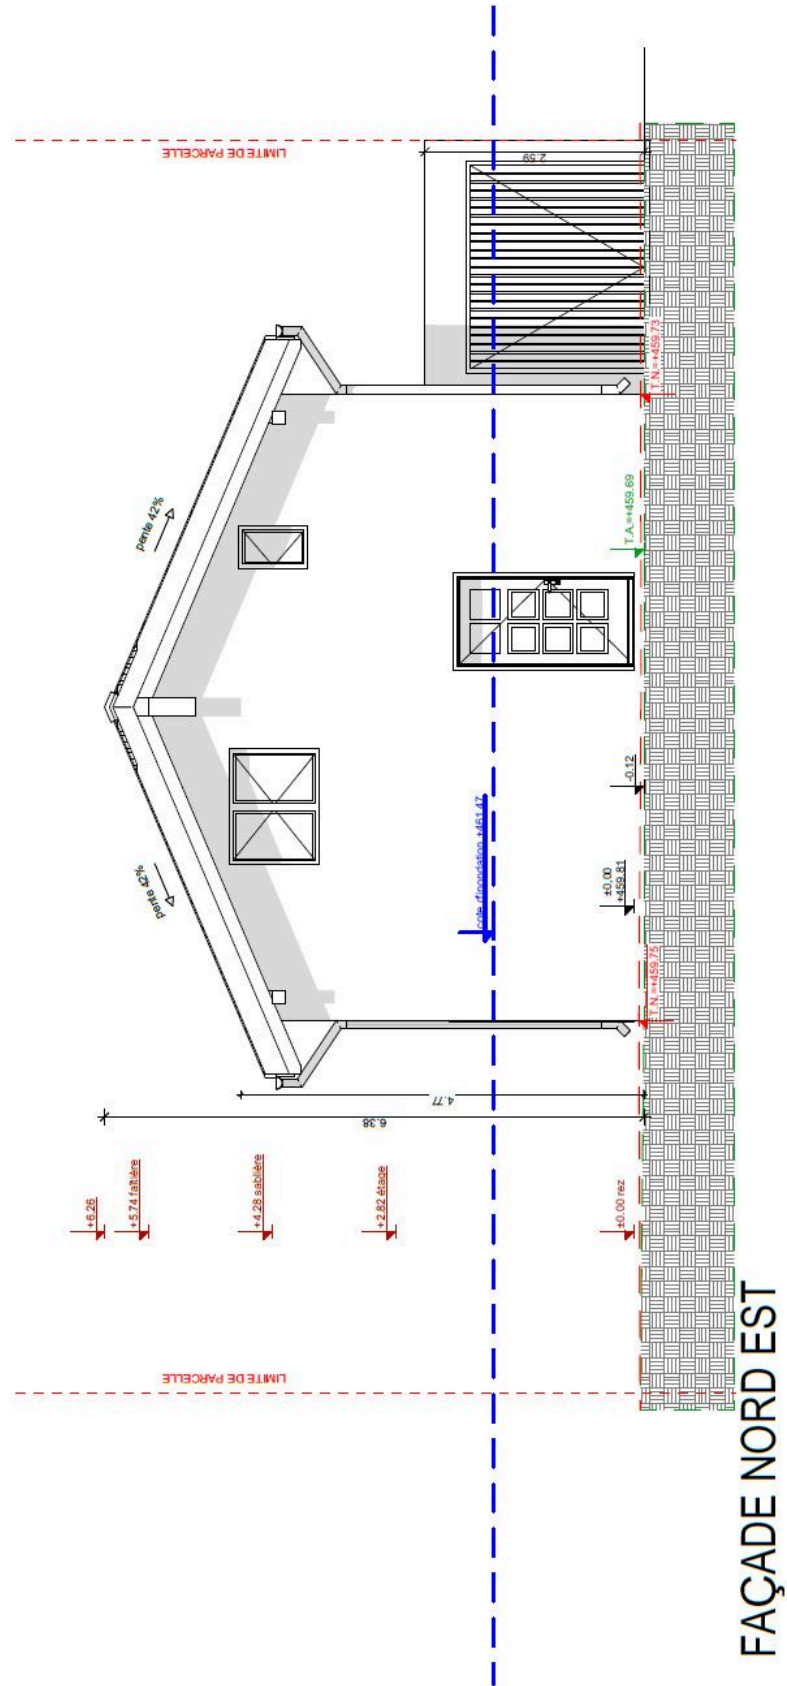 LIMITE DE PARCELLE
+6.26
+5.74 faîtière
+4.28 sablière
+2.82 étage
±0.00 rez
6.38
4.77
pente 42%
pente 42%
cote d'inondation +461.47
±0,00
+459.81
-0.12
T.N.=+459.75
T.A.=+459.69
T.N.=+459.73
2.59
LIMITE DE PARCELLE
FAÇADE NORD EST